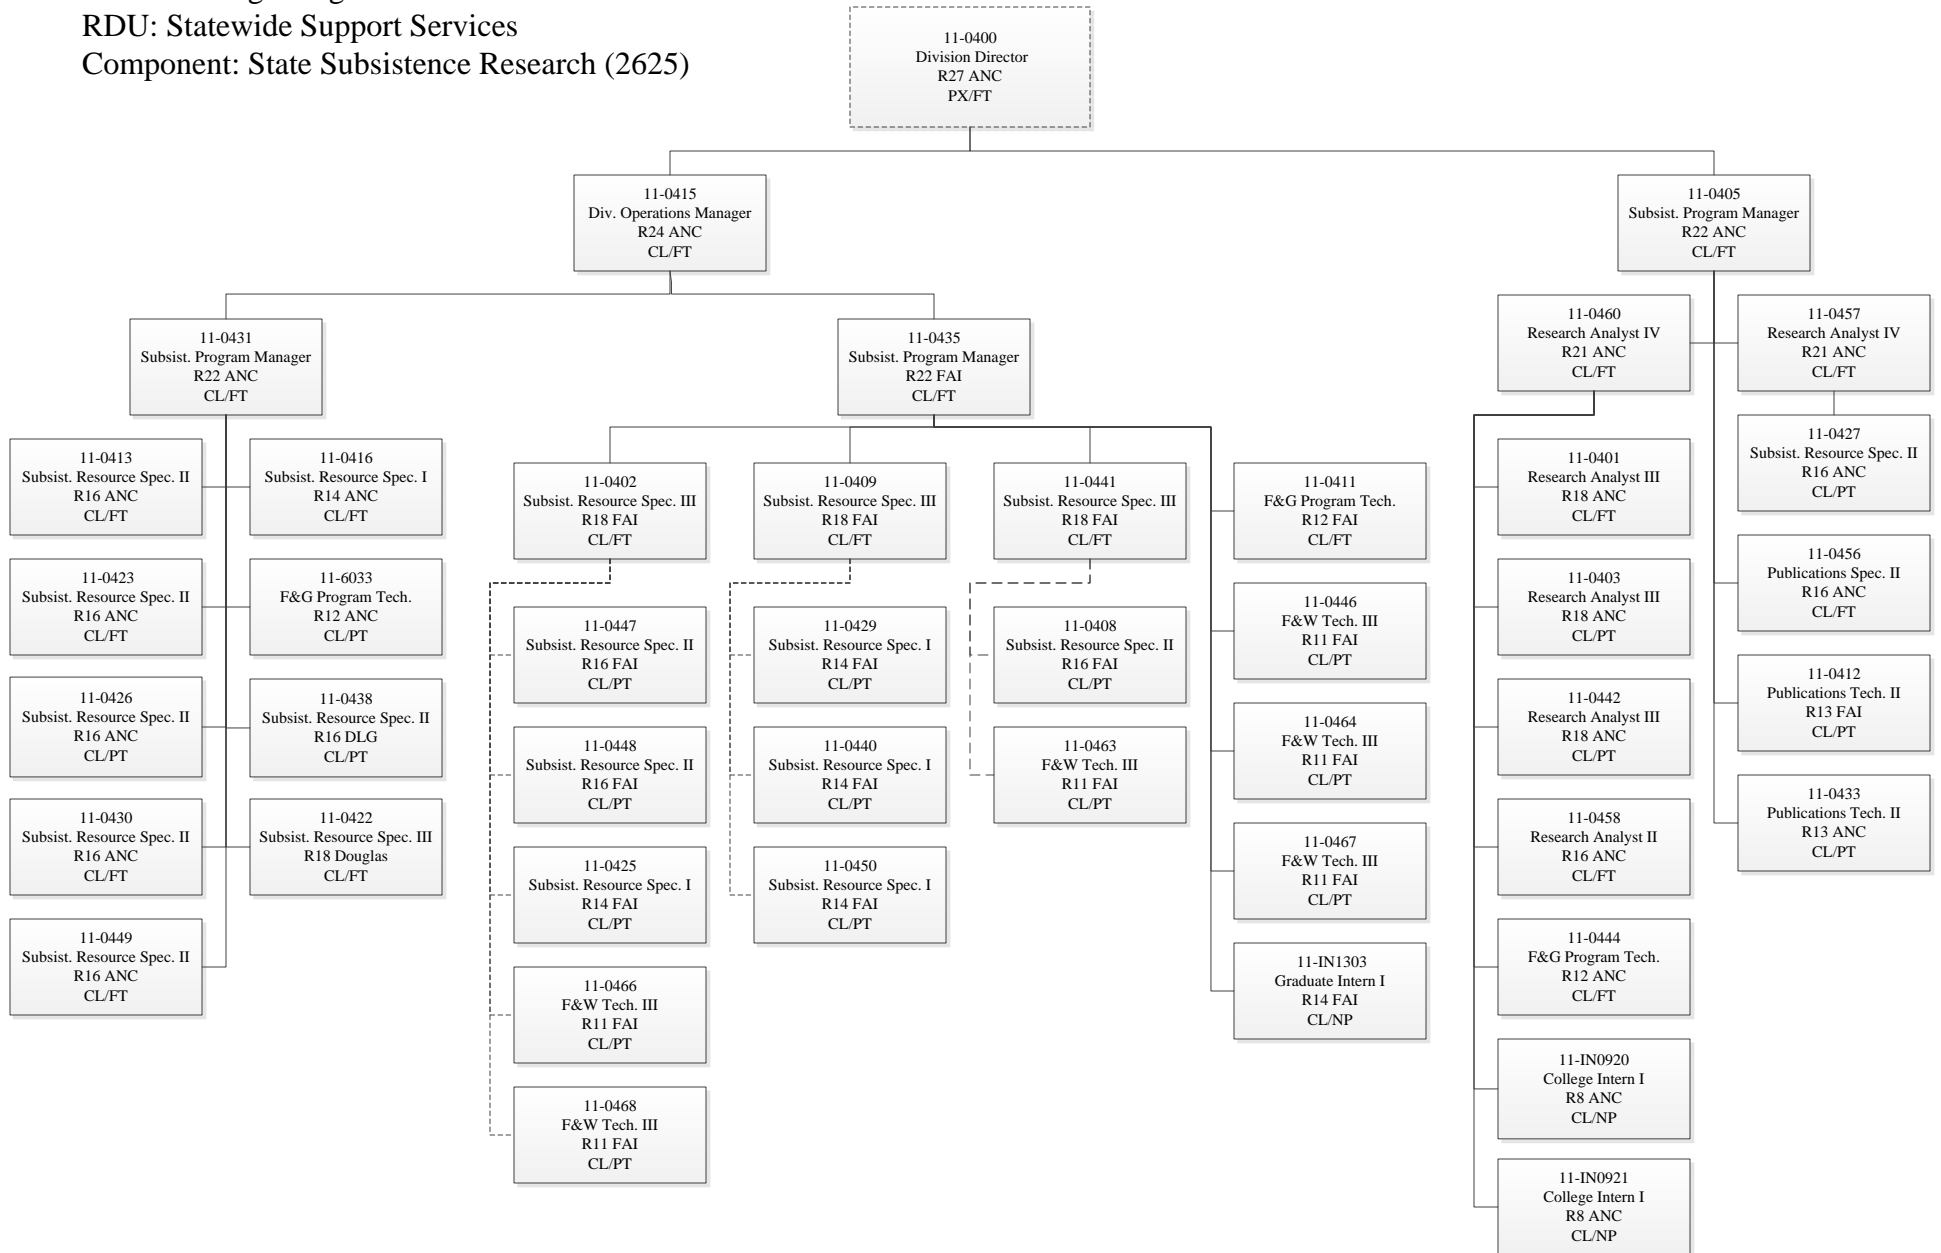 RDU: Statewide Support Services
Component: State Subsistence Research (2625)
11-0400
Division Director
R27 ANC
PX/FT
11-0415
Div. Operations Manager
R24 ANC
CL/FT
11-0405
Subsist. Program Manager
R22 ANC
CL/FT
11-0431
Subsist. Program Manager
R22 ANC
CL/FT
11-0435
Subsist. Program Manager
R22 FAI
CL/FT
11-0460
Research Analyst IV
R21 ANC
CL/FT
11-0457
Research Analyst IV
R21 ANC
CL/FT
11-0413
Subsist. Resource Spec. II
R16 ANC
CL/FT
11-0416
Subsist. Resource Spec. I
R14 ANC
CL/FT
11-0423
Subsist. Resource Spec. II
R16 ANC
CL/FT
11-6033
F&G Program Tech.
R12 ANC
CL/PT
11-0426
Subsist. Resource Spec. II
R16 ANC
CL/PT
11-0438
Subsist. Resource Spec. II
R16 DLG
CL/PT
11-0430
Subsist. Resource Spec. II
R16 ANC
CL/FT
11-0422
Subsist. Resource Spec. III
R18 Douglas
CL/FT
11-0449
Subsist. Resource Spec. II
R16 ANC
CL/FT
11-0402
Subsist. Resource Spec. III
R18 FAI
CL/FT
11-0447
Subsist. Resource Spec. II
R16 FAI
CL/PT
11-0448
Subsist. Resource Spec. II
R16 FAI
CL/PT
11-0425
Subsist. Resource Spec. I
R14 FAI
CL/PT
11-0466
F&W Tech. III
R11 FAI
CL/PT
11-0468
F&W Tech. III
R11 FAI
CL/PT
11-0409
Subsist. Resource Spec. III
R18 FAI
CL/FT
11-0429
Subsist. Resource Spec. I
R14 FAI
CL/PT
11-0440
Subsist. Resource Spec. I
R14 FAI
CL/PT
11-0450
Subsist. Resource Spec. I
R14 FAI
CL/PT
11-0441
Subsist. Resource Spec. III
R18 FAI
CL/FT
11-0408
Subsist. Resource Spec. II
R16 FAI
CL/PT
11-0463
F&W Tech. III
R11 FAI
CL/PT
11-0411
F&G Program Tech.
R12 FAI
CL/FT
11-0446
F&W Tech. III
R11 FAI
CL/PT
11-0464
F&W Tech. III
R11 FAI
CL/PT
11-0467
F&W Tech. III
R11 FAI
CL/PT
11-IN1303
Graduate Intern I
R14 FAI
CL/NP
11-0401
Research Analyst III
R18 ANC
CL/FT
11-0403
Research Analyst III
R18 ANC
CL/PT
11-0442
Research Analyst III
R18 ANC
CL/PT
11-0458
Research Analyst II
R16 ANC
CL/FT
11-0444
F&G Program Tech.
R12 ANC
CL/FT
11-IN0920
College Intern I
R8 ANC
CL/NP
11-IN0921
College Intern I
R8 ANC
CL/NP
11-0427
Subsist. Resource Spec. II
R16 ANC
CL/PT
11-0456
Publications Spec. II
R16 ANC
CL/FT
11-0412
Publications Tech. II
R13 FAI
CL/PT
11-0433
Publications Tech. II
R13 ANC
CL/PT